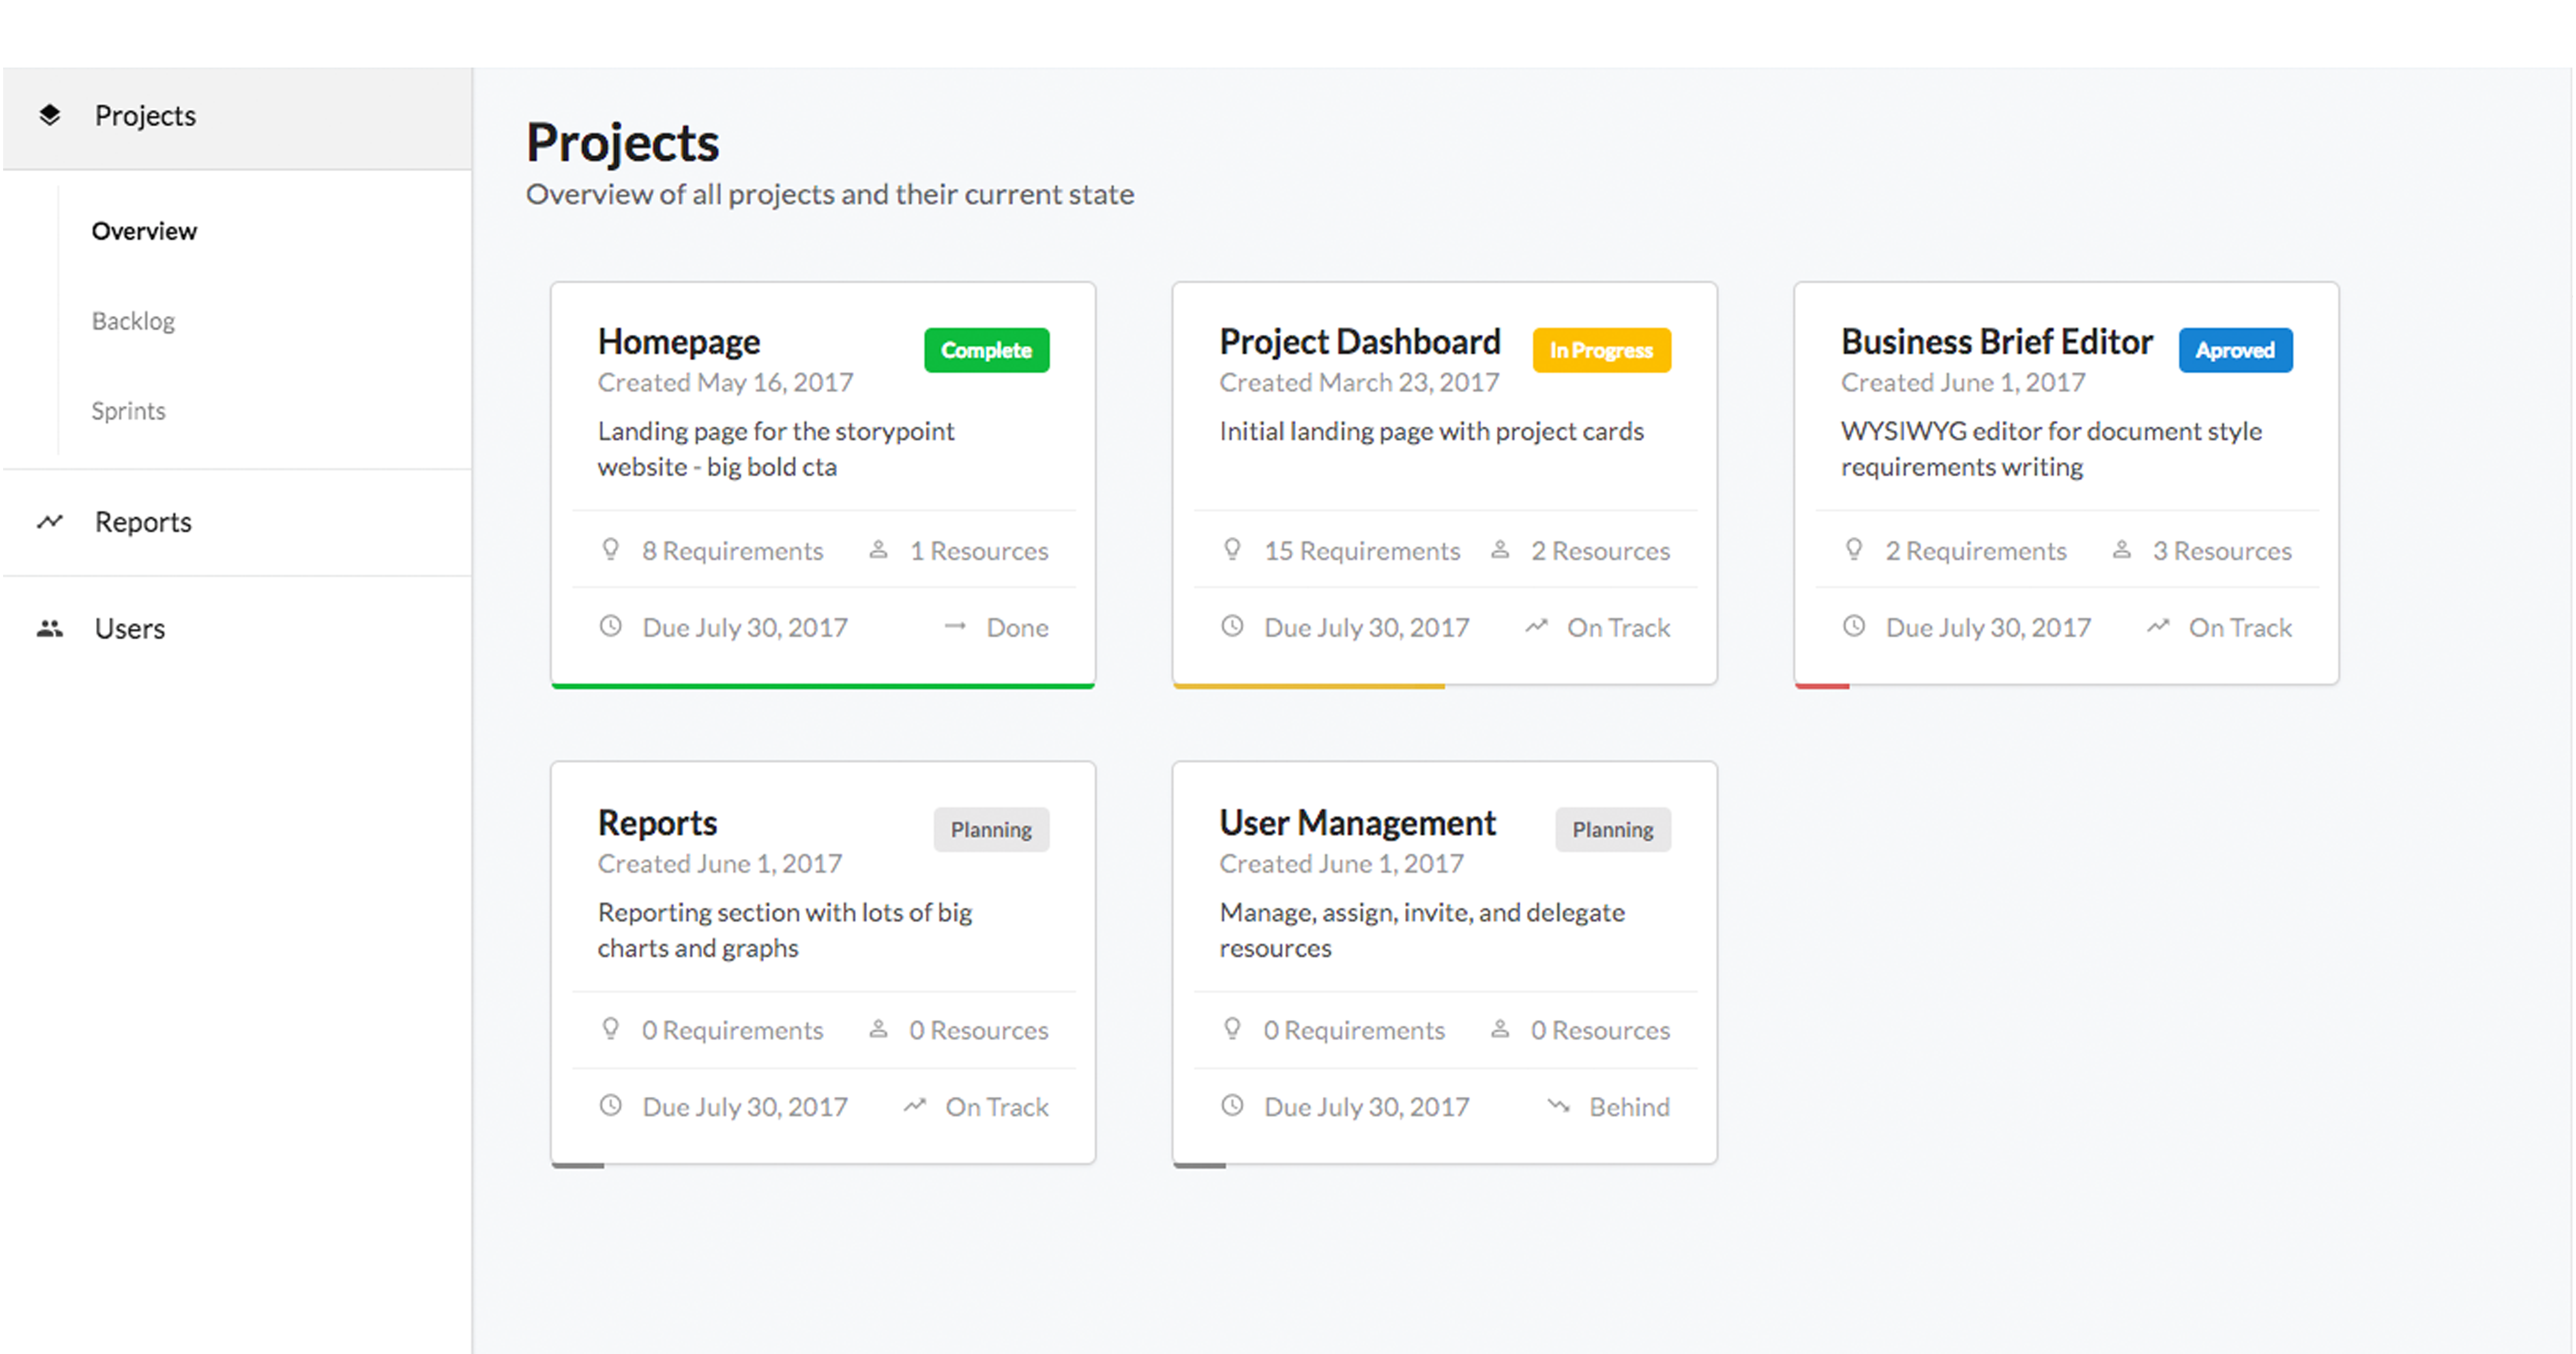 Projects
Overview
Backlog
Sprints
Reports
Users
Projects
Overview of all projects and their current state
Homepage
Complete
Created May 16, 2017
Landing page for the storypoint
website - big bold cta
8 Requirements
1 Resources
Due July 30, 2017
Done
Project Dashboard
In Progress
Created March 23, 2017
Initial landing page with project cards
15 Requirements
2 Resources
Due July 30, 2017
On Track
Business Brief Editor
Aproved
Created June 1, 2017
WYSIWYG editor for document style
requirements writing
2 Requirements
3 Resources
Due July 30, 2017
On Track
Reports
Planning
Created June 1, 2017
Reporting section with lots of big
charts and graphs
0 Requirements
0 Resources
Due July 30, 2017
On Track
User Management
Planning
Created June 1, 2017
Manage, assign, invite, and delegate
resources
0 Requirements
0 Resources
Due July 30, 2017
Behind